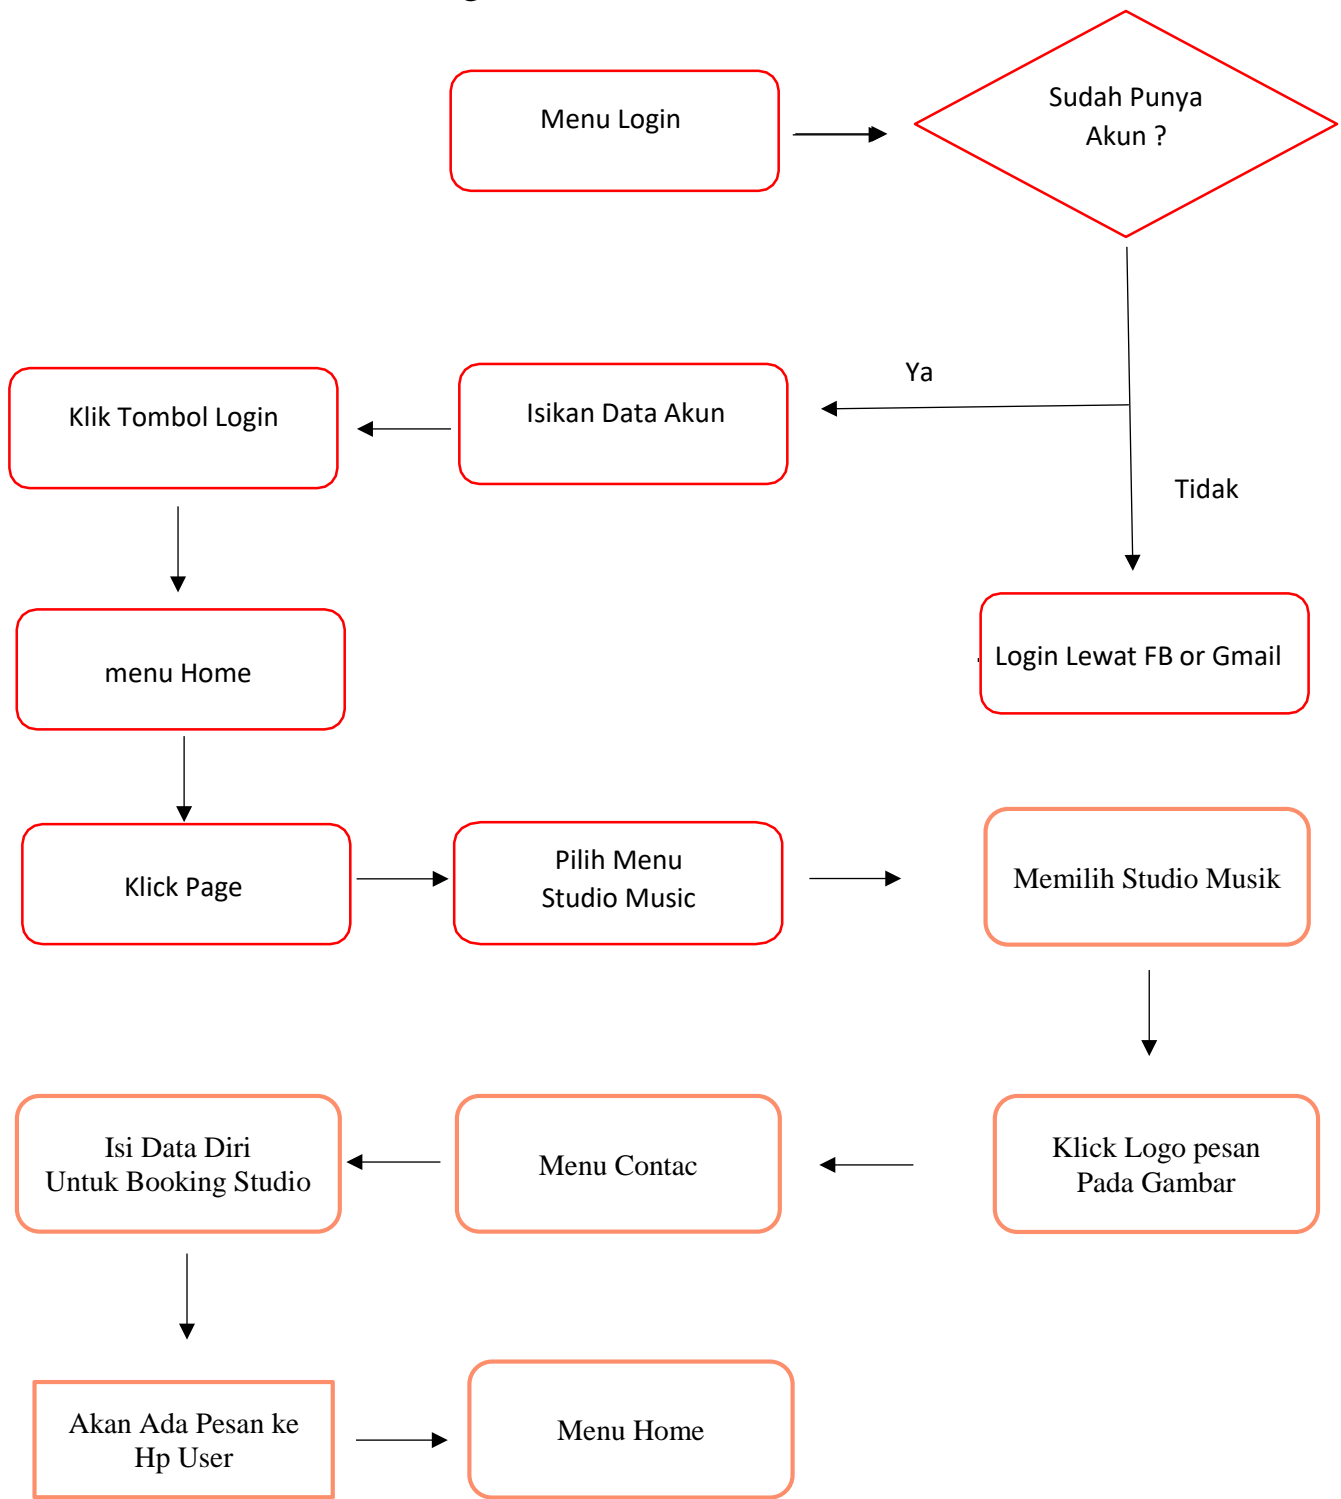 Menu Login
Sudah Punya
Akun ?
Ya
Klik Tombol Login
Isikan Data Akun
Tidak
menu Home
Login Lewat FB or Gmail
Klick Page
Pilih Menu
Studio Music
Memilih Studio Musik
Isi Data Diri
Untuk Booking Studio
Menu Contac
Klick Logo pesan
Pada Gambar
Akan Ada Pesan ke
Hp User
Menu Home